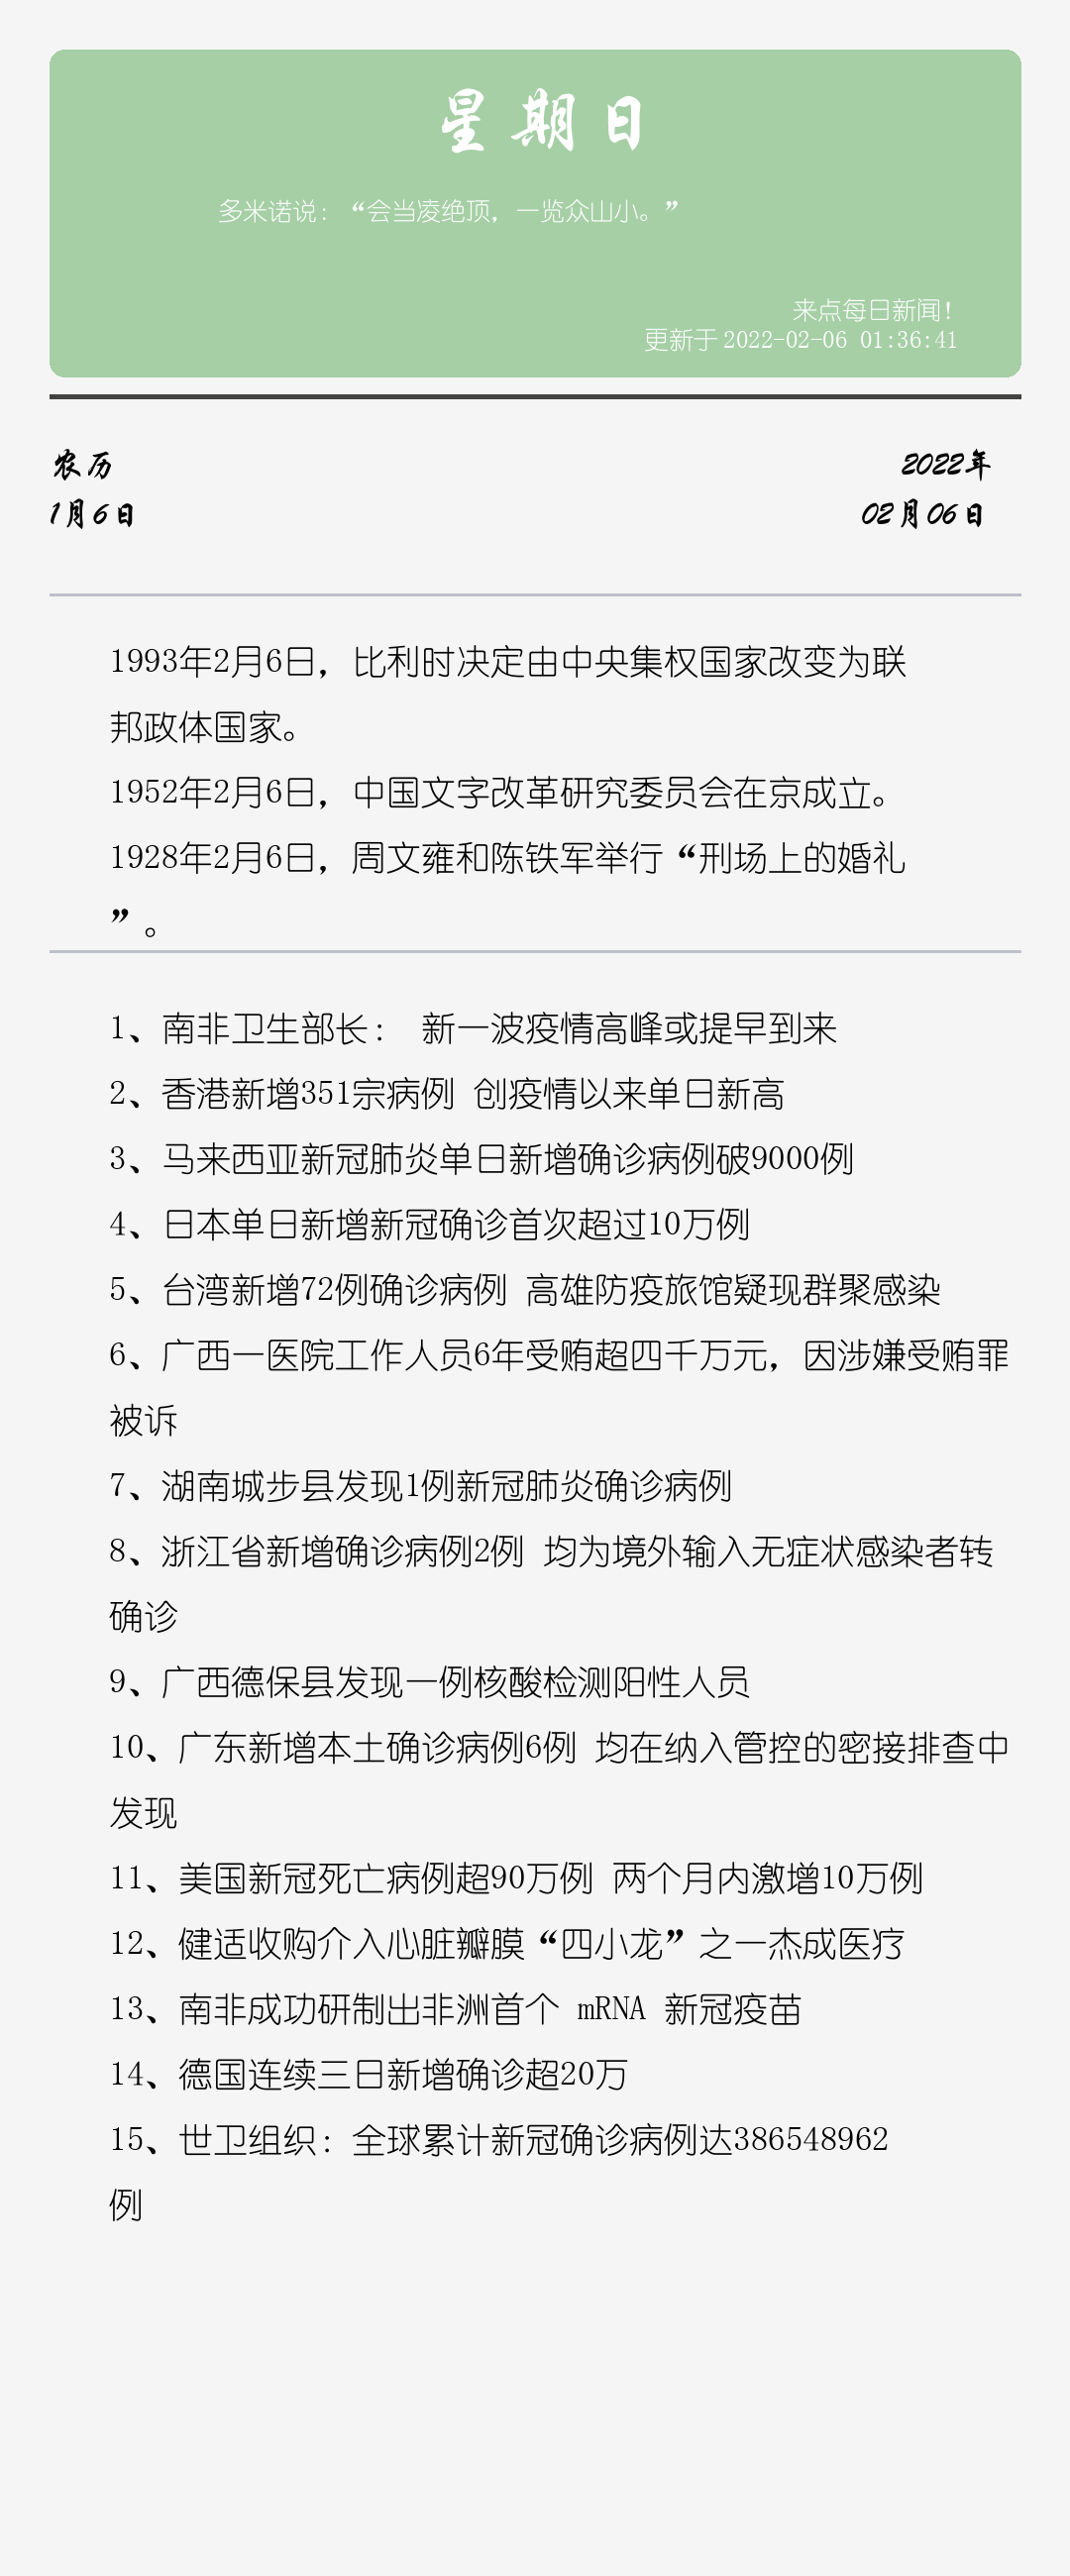 星期日
多米诺说：“会当凌绝顶，一览众山小。”
来点每日新闻！
更新于2022-02-06 01:36:41
农历
2022年
1月6日
02月06日
1993年2月6日，比利时决定由中央集权国家改变为联
邦政体国家。
1952年2月6日，中国文字改革研究委员会在京成立。
1928年2月6日，周文雍和陈铁军举行“刑场上的婚礼
”。
1、南非卫生部长： 新一波疫情高峰或提早到来
2、香港新增351宗病例 创疫情以来单日新高
3、马来西亚新冠肺炎单日新增确诊病例破9000例
4、日本单日新增新冠确诊首次超过10万例
5、台湾新增72例确诊病例 高雄防疫旅馆疑现群聚感染
6、广西一医院工作人员6年受贿超四千万元，因涉嫌受贿罪
被诉
7、湖南城步县发现1例新冠肺炎确诊病例
8、浙江省新增确诊病例2例 均为境外输入无症状感染者转
确诊
9、广西德保县发现一例核酸检测阳性人员
10、广东新增本土确诊病例6例 均在纳入管控的密接排查中
发现
11、美国新冠死亡病例超90万例 两个月内激增10万例
12、健适收购介入心脏瓣膜“四小龙”之一杰成医疗
13、南非成功研制出非洲首个 mRNA 新冠疫苗
14、德国连续三日新增确诊超20万
15、世卫组织：全球累计新冠确诊病例达386548962
例